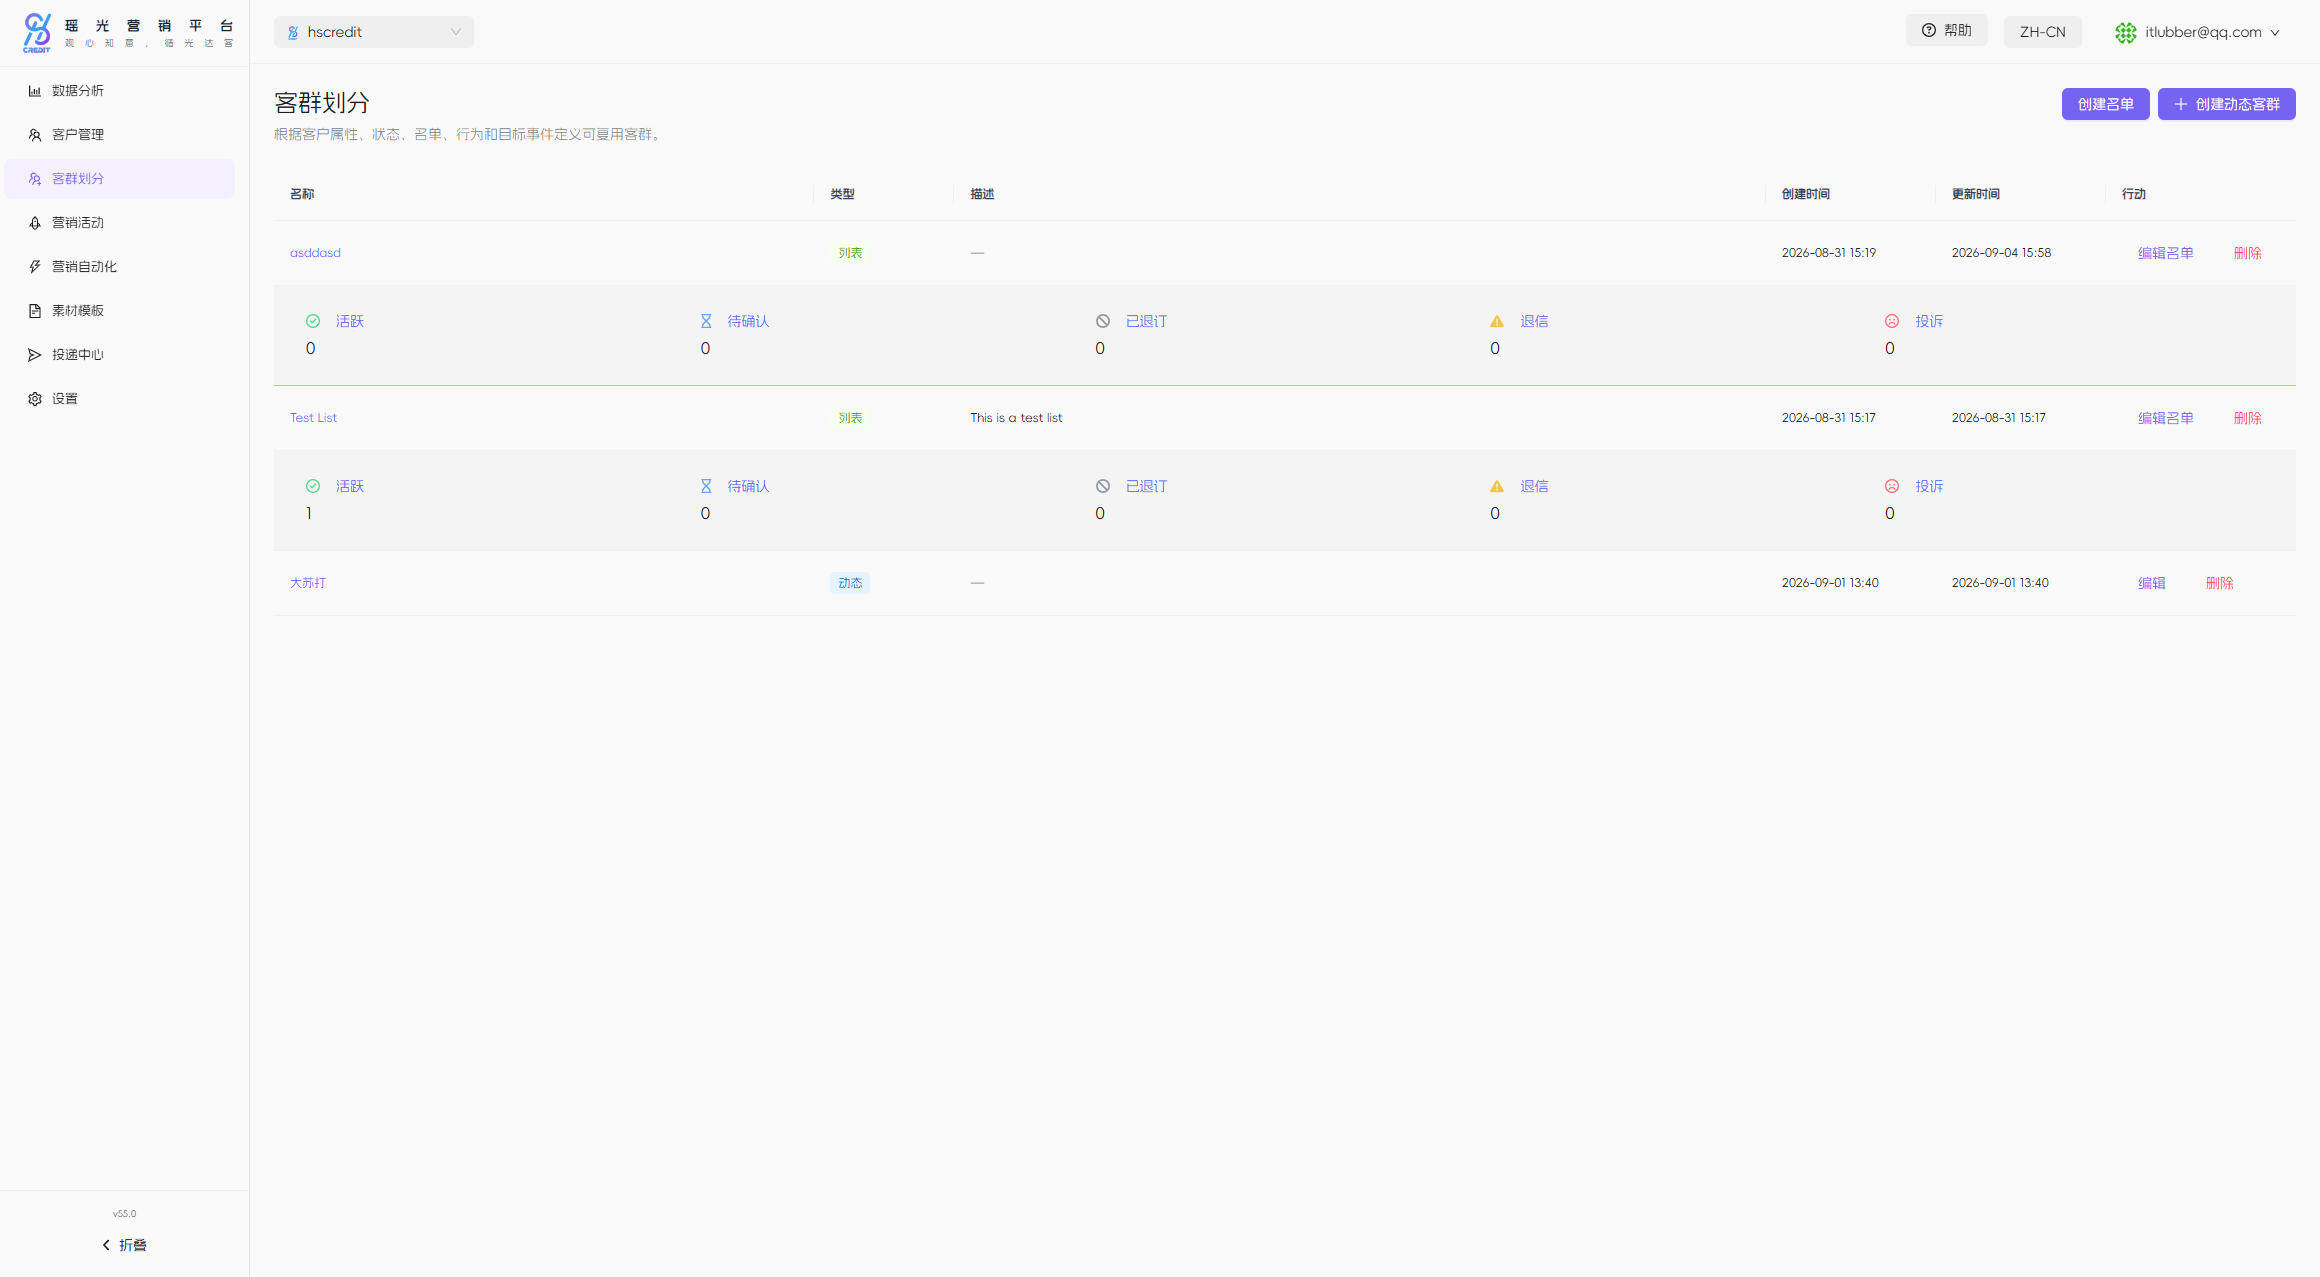 瑶光营销平台
观心知意，循光达客
CREDIT
hscredit
帮助
ZH-CN
itlubber@qq.com
数据分析
客户管理
客群划分
营销活动
营销自动化
素材模板
投递中心
设置
v55.0
折叠
客群划分
根据客户属性、状态、名单、行为和目标事件定义可复用客群。
创建名单
创建动态客群
名称 类型 描述 创建时间 更新时间 行动
asddasd 列表 — 2026-08-31 15:19 2026-09-04 15:58 编辑名单 删除
活跃 待确认 已退订 退信 投诉
0 0 0 0 0
Test List 列表 This is a test list 2026-08-31 15:17 2026-08-31 15:17 编辑名单 删除
活跃 待确认 已退订 退信 投诉
1 0 0 0 0
大苏打 动态 — 2026-09-01 13:40 2026-09-01 13:40 编辑 删除